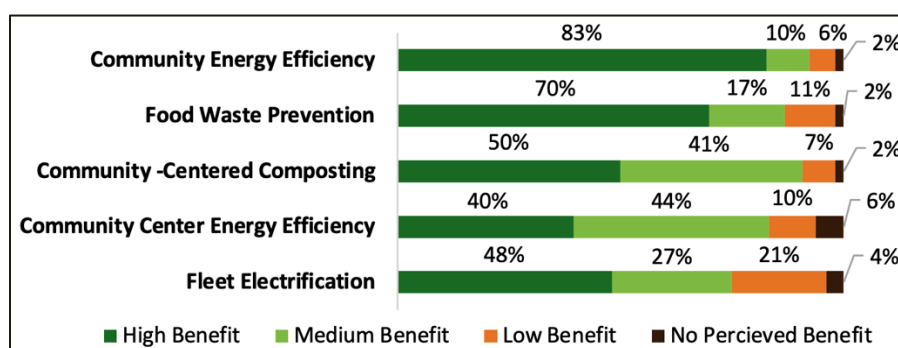 83% 10% 6% 2%
Community Energy Efficiency
70% 17% 11% 2%
Food Waste Prevention
50% 41% 7% 2%
Community -Centered Composting
40% 44% 10% 6%
Community Center Energy Efficiency
48% 27% 21% 4%
Fleet Electrification
High Benefit Medium Benefit Low Benefit No Percieved Benefit